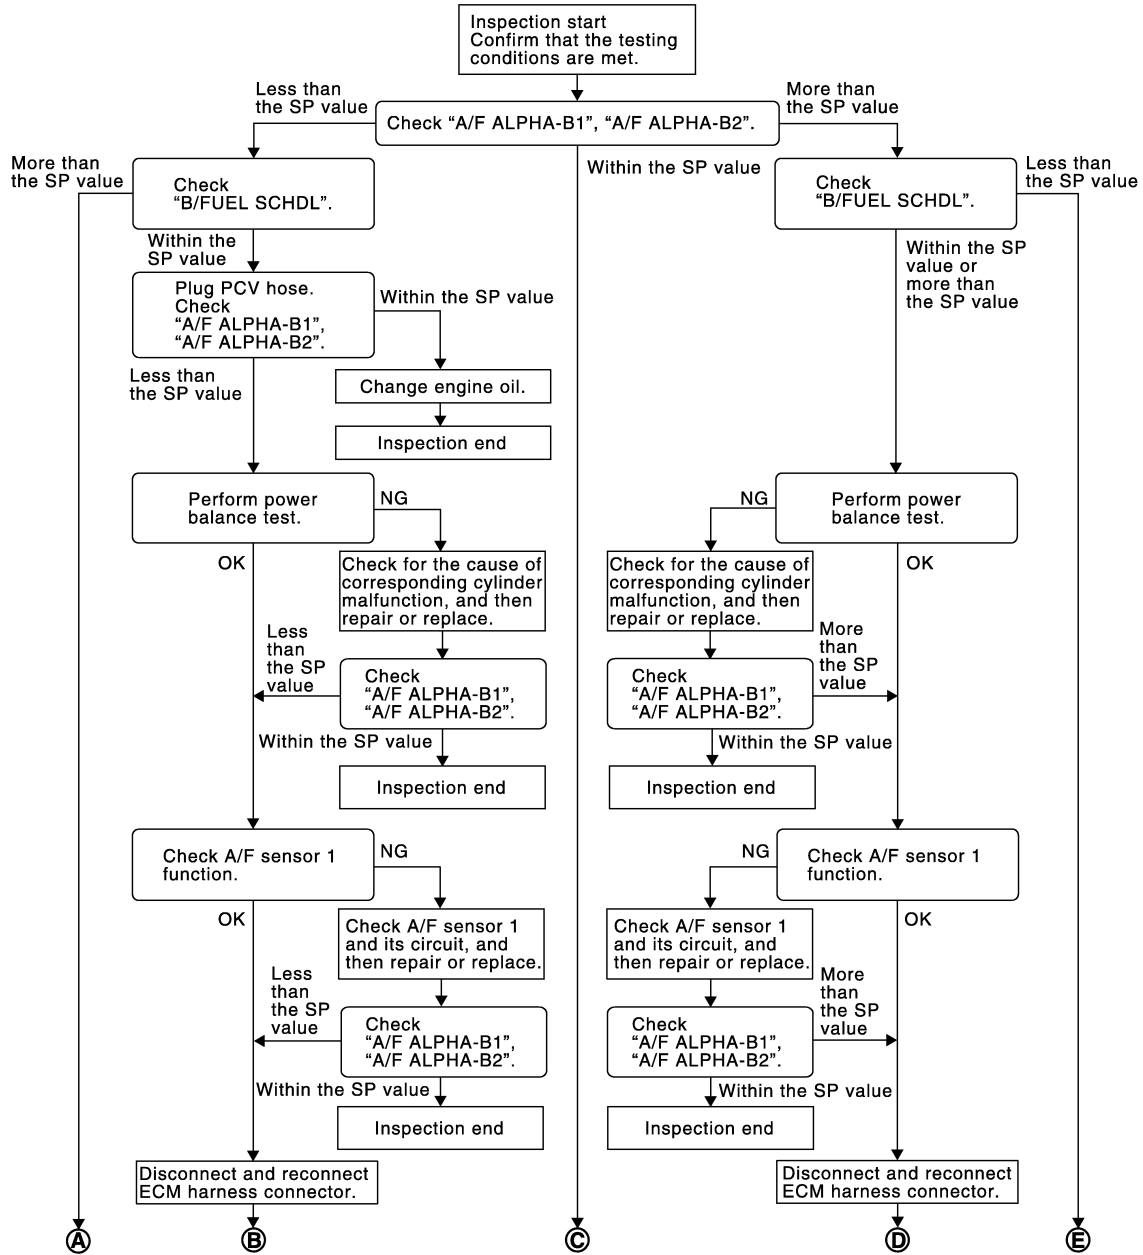 Inspection start
Confirm that the testing
conditions are met.
Less than
the SP value
More than
the SP value
Check “A/F ALPHA-B1”, “A/F ALPHA-B2”.
More than
the SP value
Check
“B/FUEL SCHDL”.
Within the SP value
Check
“B/FUEL SCHDL”.
Less than
the SP value
Within the
SP value
Within the SP
value or
more than
the SP value
Plug PCV hose.
Check
“A/F ALPHA-B1”,
“A/F ALPHA-B2”.
Within the SP value
Less than
the SP value
Change engine oil.
Inspection end
Perform power
balance test.
NG
NG
Perform power
balance test.
OK
OK
Check for the cause of
corresponding cylinder
malfunction, and then
repair or replace.
Check for the cause of
corresponding cylinder
malfunction, and then
repair or replace.
Less
than
the SP
value
Check
“A/F ALPHA-B1”,
“A/F ALPHA-B2”.
Check
“A/F ALPHA-B1”,
“A/F ALPHA-B2”.
More
than
the SP
value
Within the SP value
Within the SP value
Inspection end
Inspection end
Check A/F sensor 1
function.
NG
NG
Check A/F sensor 1
function.
OK
OK
Check A/F sensor 1
and its circuit, and
then repair or replace.
Check A/F sensor 1
and its circuit, and
then repair or replace.
Less
than
the SP
value
Check
“A/F ALPHA-B1”,
“A/F ALPHA-B2”.
Check
“A/F ALPHA-B1”,
“A/F ALPHA-B2”.
More
than
the SP
value
Within the SP value
Within the SP value
Inspection end
Inspection end
Disconnect and reconnect
ECM harness connector.
Disconnect and reconnect
ECM harness connector.
A
B
C
D
E